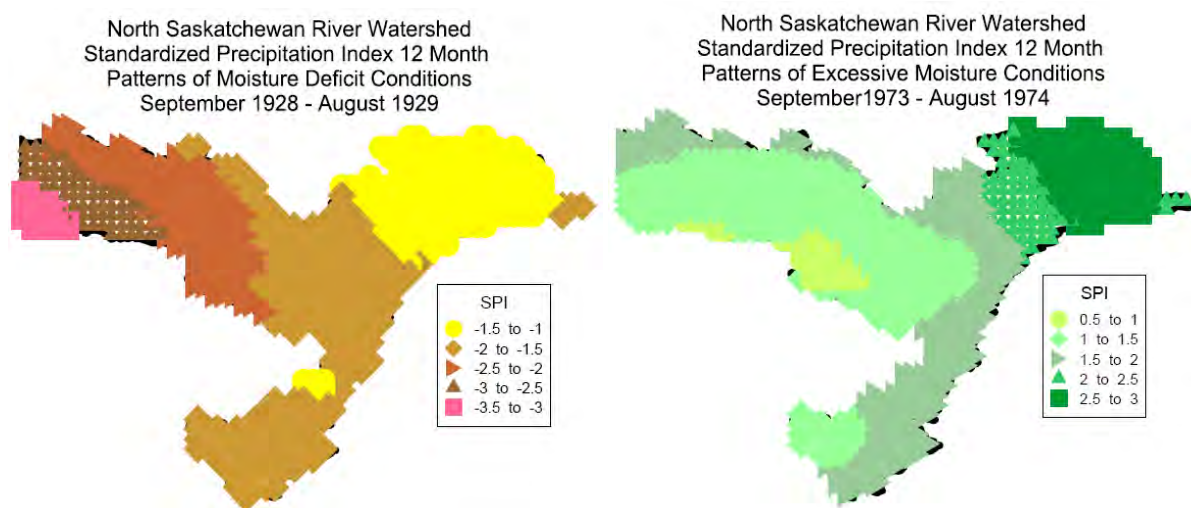 North Saskatchewan River Watershed
Standardized Precipitation Index 12 Month
Patterns of Moisture Deficit Conditions
September 1928 - August 1929
SPI
-1.5 to -1
-2 to -1.5
-2.5 to -2
-3 to -2.5
-3.5 to -3
North Saskatchewan River Watershed
Standardized Precipitation Index 12 Month
Patterns of Excessive Moisture Conditions
September1973 - August 1974
SPI
0.5 to 1
1 to 1.5
1.5 to 2
2 to 2.5
2.5 to 3